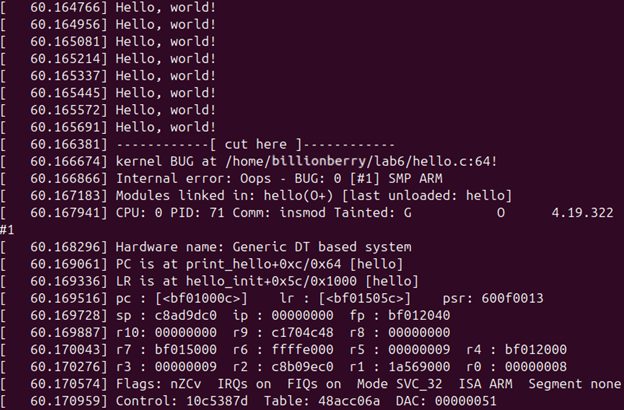 [   60.164766] Hello, world!
[   60.164956] Hello, world!
[   60.165081] Hello, world!
[   60.165214] Hello, world!
[   60.165337] Hello, world!
[   60.165445] Hello, world!
[   60.165572] Hello, world!
[   60.165691] Hello, world!
[   60.166381] ------------[ cut here ]------------
[   60.166674] kernel BUG at /home/billionberry/lab6/hello.c:64!
[   60.166866] Internal error: Oops - BUG: 0 [#1] SMP ARM
[   60.167183] Modules linked in: hello(O+) [last unloaded: hello]
[   60.167941] CPU: 0 PID: 71 Comm: insmod Tainted: G           O      4.19.322
#1
[   60.168296] Hardware name: Generic DT based system
[   60.169061] PC is at print_hello+0xc/0x64 [hello]
[   60.169336] LR is at hello_init+0x5c/0x1000 [hello]
[   60.169516] pc : [<bf01000c>]    lr : [<bf01505c>]    psr: 600f0013
[   60.169728] sp : c8ad9dc0  ip : 00000000  fp : bf012040
[   60.169887] r10: 00000000  r9 : c1704c48  r8 : 00000000
[   60.170043] r7 : bf015000  r6 : ffffe000  r5 : 00000009  r4 : bf012000
[   60.170276] r3 : 00000009  r2 : c8b09ec0  r1 : 1a569000  r0 : 00000008
[   60.170574] Flags: nZCv  IRQs on  FIQs on  Mode SVC_32  ISA ARM  Segment none
[   60.170959] Control: 10c5387d  Table: 48acc06a  DAC: 00000051